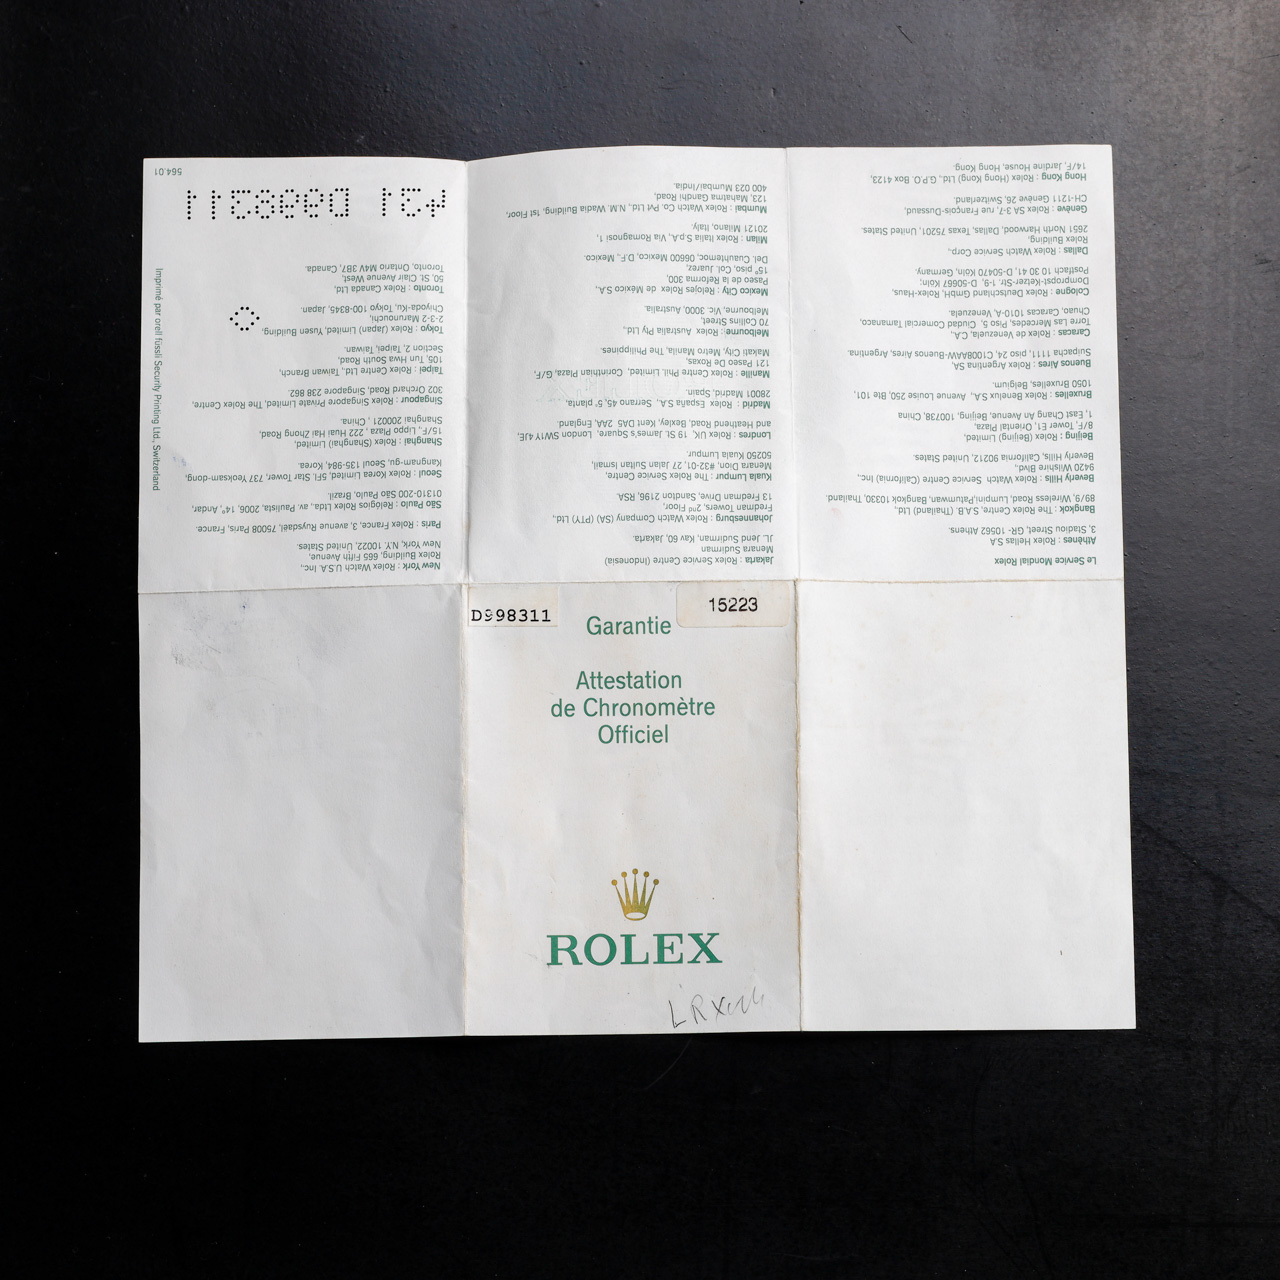 D998311
15223
Garantie
Attestation
de Chronomètre
Officiel
ROLEX
Le Service Mondial Rolex
Athènes : Rolex Hellas S.A
3, Stadiou Street, GR- 10562 Athens.
Bangkok : The Rolex Centre, S.A.B. (Thailand) Ltd.,
89/9, Wireless Road, Lumpini Patumwan, Bangkok 10330, Thailand.
Beverly Hills : Rolex Watch Service Centre (California) Inc.,
9420 Wilshire Blvd.,
Beverly Hills, California 90212, United States.
Beijing : Rolex (Beijing) Limited,
8/F, Tower E1, Oriental Plaza,
1, East Chang An Avenue, Beijing, 100738, China
Bruxelles : Rolex Benelux S.A., Avenue Louise 250, Bte 101,
1050 Bruxelles, Belgium.
Buenos Aires : Rolex Argentina SA,
Suipacha 1111, piso 24, C1008AAW-Buenos Aires, Argentina.
Caracas : Rolex de Venezuela, C.A.,
Torre Las Mercedes, Piso 5, Ciudad Comercial Tamanaco,
Chuao, Caracas 1010-A, Venezuela.
Cologne : Rolex Deutschland GmbH, Rolex-Haus,
Dompropst-Ketzer-Str. 1-9, D-50667 Köln;
Postfach 10 30 41, D-50470 Köln, Germany.
Dallas : Rolex Watch Service Corp.,
Rolex Building,
2651 North Harwood, Dallas, Texas 75201, United States.
Genève : Rolex SA 3-7, rue François-Dussaud,
CH-1211 Genève 26, Switzerland.
Hong Kong : Rolex (Hong Kong) Ltd., G.P.O. Box 4123,
14/F, Jardine House, Hong Kong.
Jakarta : Rolex Service Centre (Indonesia)
Menara Sudirman
JL. Jend Sudirman, Kav 60, Jakarta.
Johannesburg : Rolex Watch Company (SA) (PTY) Ltd.,
Fredman Towers, 2nd Floor,
13 Fredman Drive, Sandton 2196, RSA.
Kuala Lumpur : The Rolex Service Centre,
Menara Dion, #32-01, 27 Jalan Sultan Ismail,
50250 Kuala Lumpur.
Londres : Rolex UK, 19 St. James's Square, London SW1Y 4JE,
and Heathend Road, Bexley, Kent DA5 2AA, England.
Madrid : Rolex España S.A., Serrano 45, 5ª planta,
28001 Madrid, Spain.
Manille : Rolex Centre Phil Limited, Corinthian Plaza, G/F,
121 Paseo De Roxas,
Makati City, Metro Manila, The Philippines.
Melbourne : Rolex Australia Pty Ltd.,
70 Collins Street,
Melbourne, Vic. 3000, Australia.
Mexico City : Relojes Rolex de México S.A.,
Paseo de la Reforma 300,
15° piso, Col. Juarez,
Del. Cuauhtemoc, 06600 Mexico, D.F., Mexico.
Milan : Rolex Italia S.p.A., Via Romagnosi 1,
20121 Milano, Italy.
Mumbai : Rolex Watch Co. Pvt Ltd., N.M. Wadia Building, 1st Floor,
123, Mahatma Gandhi Road,
400 023 Mumbai/India.
New York : Rolex Watch U.S.A. Inc.,
Rolex Building, 665 Fifth Avenue,
New York, N.Y. 10022, United States.
Paris : Rolex France, 3, avenue Ruysdaël, 75008 Paris, France.
São Paulo : Relógios Rolex Ltda., av. Paulista, 2006, 14°, Andar,
01310-200 São Paulo, Brazil.
Seoul : Rolex Korea Limited, SFI Star Tower, 737 Yeoksam-dong,
Kangnam-gu, Seoul 135-984, Korea.
Shanghai : Rolex (Shanghai) Limited,
15/F, Lippo Plaza , 222 Huai Hai Zhong Road,
Shanghai 200021 , China.
Singapour : Rolex Singapore Private Limited, The Rolex Centre,
302 Orchard Road, Singapore 238 862.
Taipei : Rolex Centre Ltd., Taiwan Branch,
105, Tun Hwa South Road,
Section 2, Taipei, Taiwan.
Tokyo : Rolex (Japan) Limited, Yusen Building,
2-3-2 Marunouchi,
Chiyoda-Ku, Tokyo 100-8345, Japan.
Toronto : Rolex Canada Ltd,
50, St. Clair Avenue West,
Toronto, Ontario M4V 3B7, Canada.
431 D998311
564.01
Imprimé par orell füssli Security Printing Ltd., Switzerland